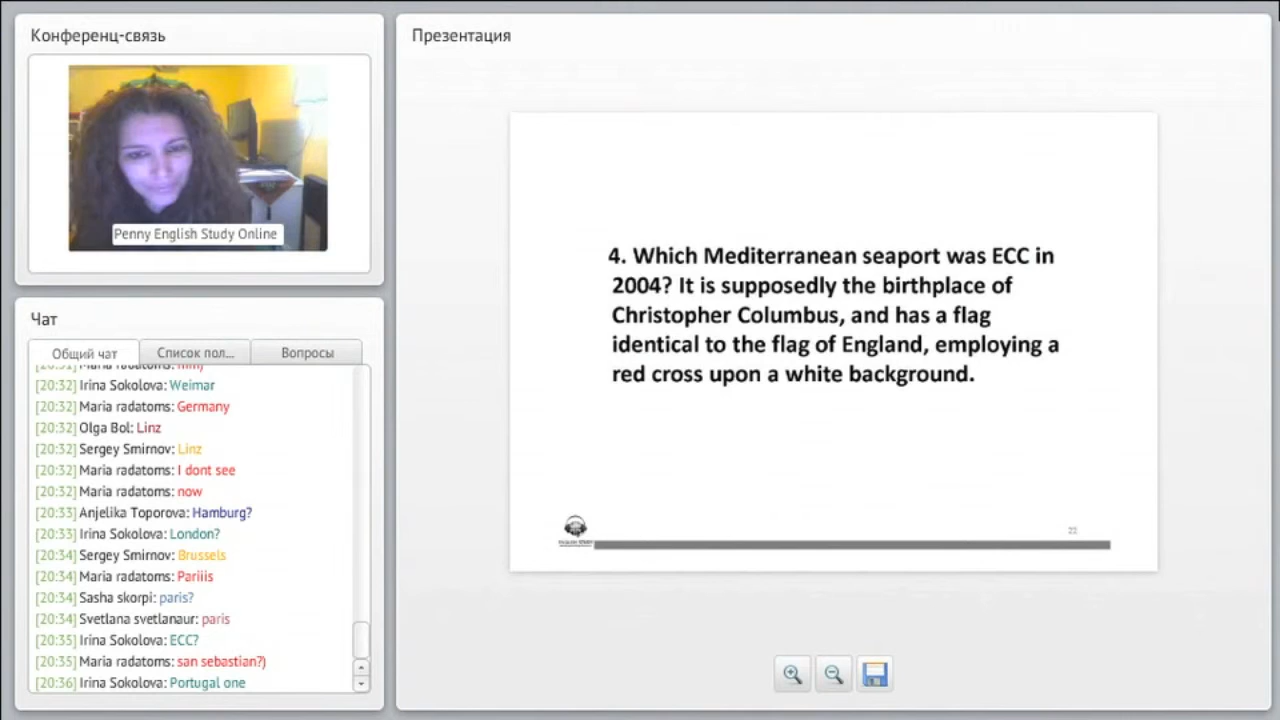 Конференц-связь
Penny English Study Online
Чат
Общий чат
Список пол...
Вопросы
[20:32] Irina Sokolova: Weimar
[20:32] Maria radatoms: Germany
[20:32] Olga Bol: Linz
[20:32] Sergey Smirnov: Linz
[20:32] Maria radatoms: I dont see
[20:32] Maria radatoms: now
[20:33] Anjelika Toporova: Hamburg?
[20:33] Irina Sokolova: London?
[20:34] Sergey Smirnov: Brussels
[20:34] Maria radatoms: Pariiis
[20:34] Sasha skorpi: paris?
[20:34] Svetlana svetlanaur: paris
[20:35] Irina Sokolova: ECC?
[20:35] Maria radatoms: san sebastian?)
[20:36] Irina Sokolova: Portugal one
Презентация
4. Which Mediterranean seaport was ECC in
2004? It is supposedly the birthplace of
Christopher Columbus, and has a flag
identical to the flag of England, employing a
red cross upon a white background.